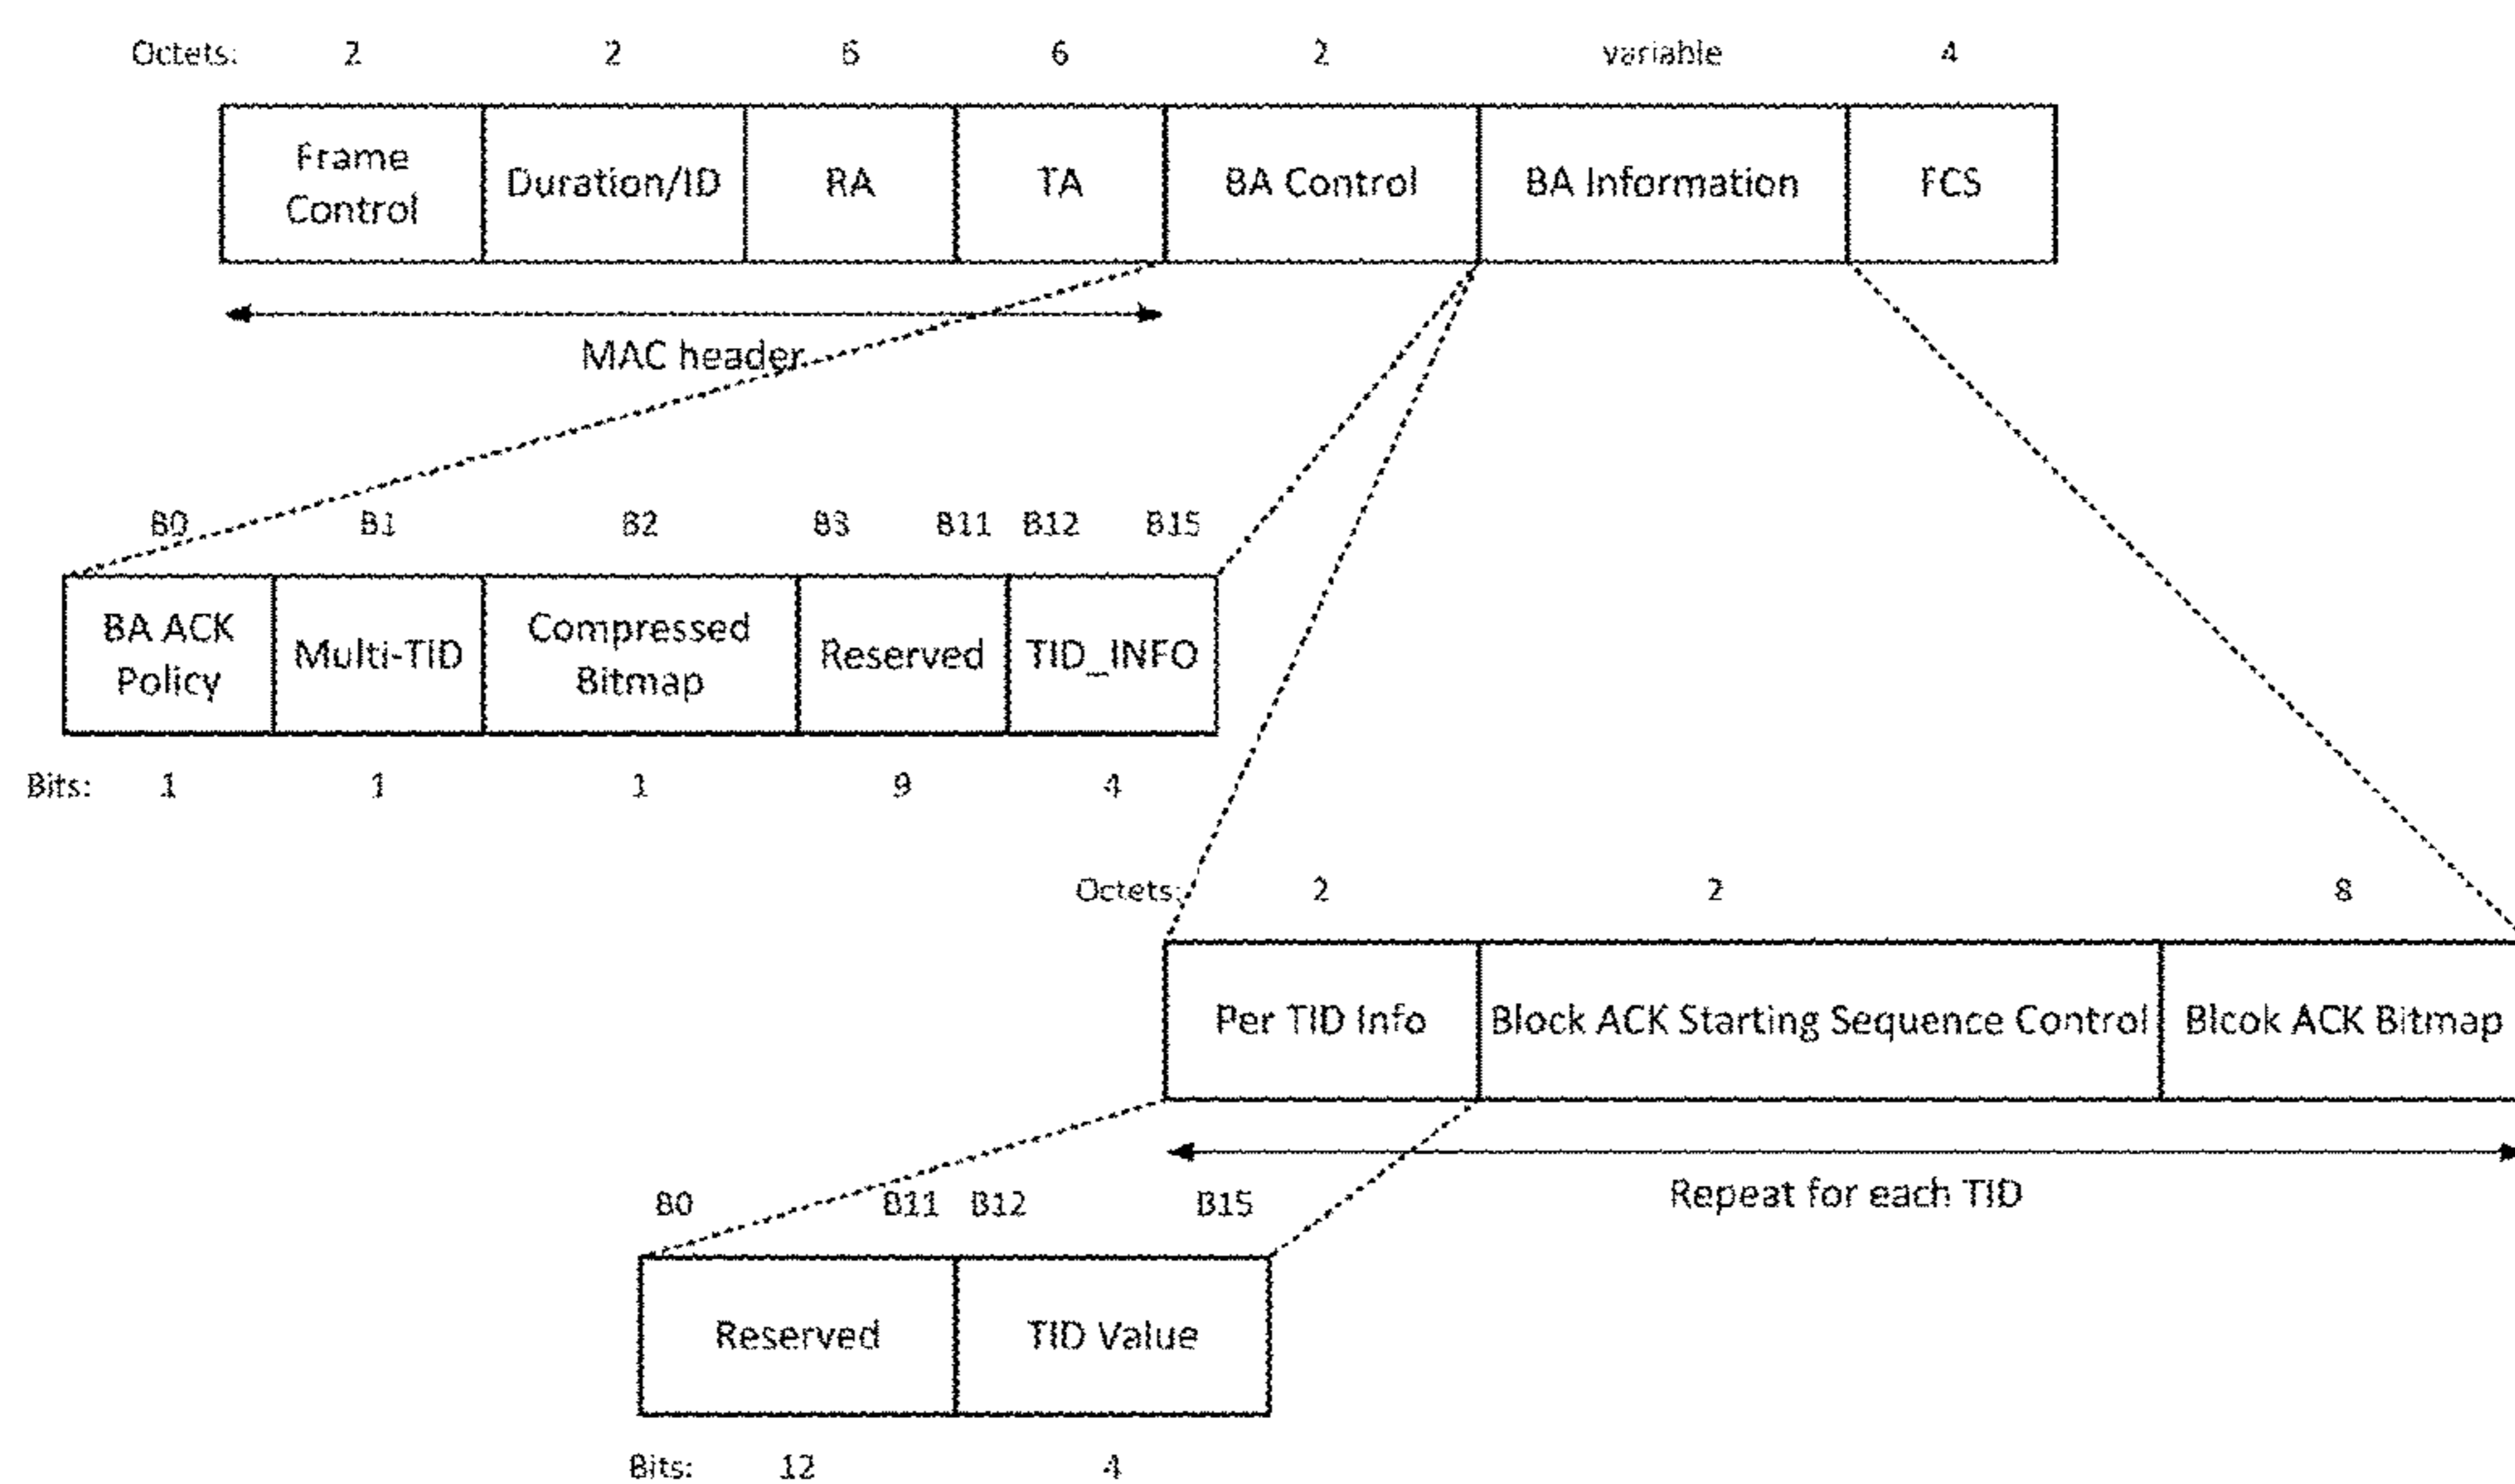 Octets: 2 2 6 6 2 variable 4
Frame Control Duration/ID RA TA BA Control BA Information FCS
MAC header
B0 B1 B2 B3 B11 B12 B15
BA ACK Policy Multi-TID Compressed Bitmap Reserved TID_INFO
Bits: 1 1 1 9 4
Octets: 2 2 8
Per TID Info Block ACK Starting Sequence Control Blcok ACK Bitmap
Repeat for each TID
B0 B11 B12 B15
Reserved TID Value
Bits: 12 4